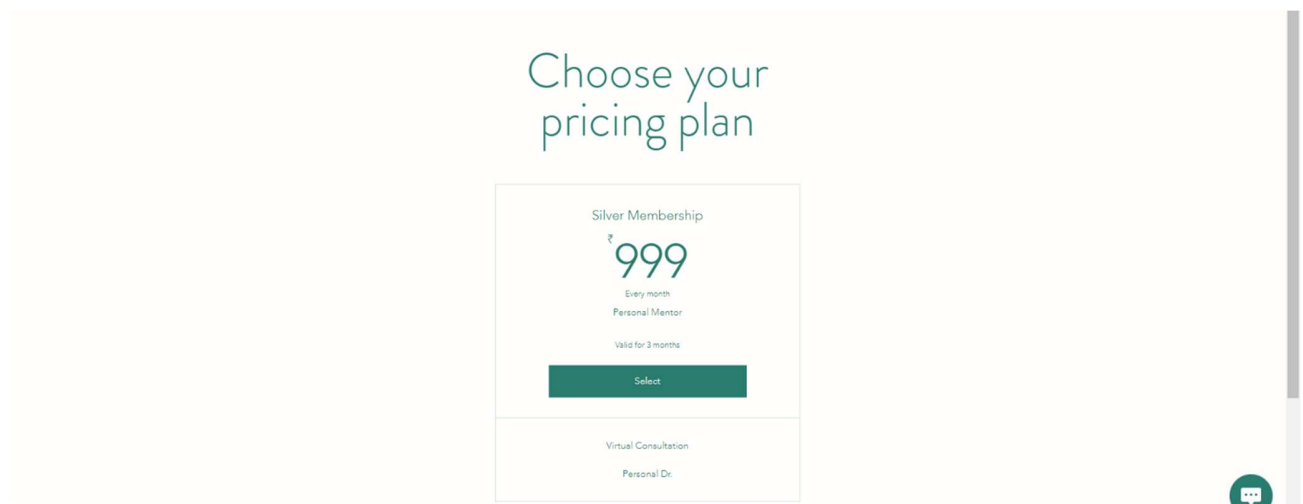 Choose your
pricing plan
Silver Membership
₹
999
Every month
Personal Mentor
Valid for 3 months
Select
Virtual Consultation
Personal Dr.